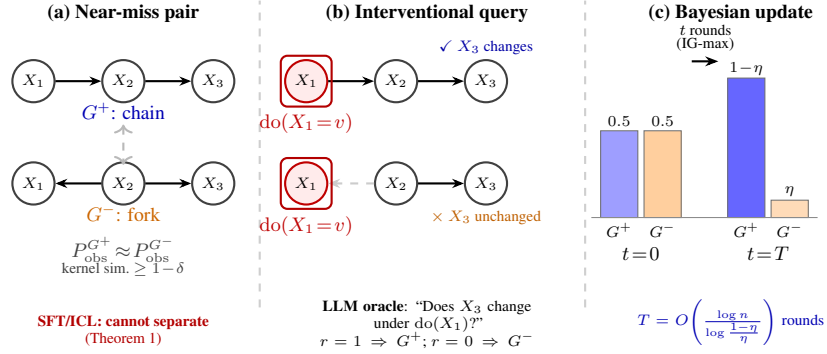 (a) Near-miss pair
X₁ X₂ X₃
G⁺: chain
X₁ X₂ X₃
G⁻: fork
P_obs^{G⁺} ≈ P_obs^{G⁻}
kernel sim. ≥ 1−δ
SFT/ICL: cannot separate
(Theorem 1)
(b) Interventional query
✓ X₃ changes
X₁ X₂ X₃
do(X₁=v)
X₁ X₂ X₃
do(X₁=v)
× X₃ unchanged
LLM oracle: “Does X₃ change
under do(X₁)?”
r = 1 ⇒ G⁺; r = 0 ⇒ G⁻
(c) Bayesian update
t rounds
(IG-max)
1−η
0.5 0.5
η
G⁺ G⁻ G⁺ G⁻
t=0 t=T
T = O( log n / log (1−η)/η ) rounds